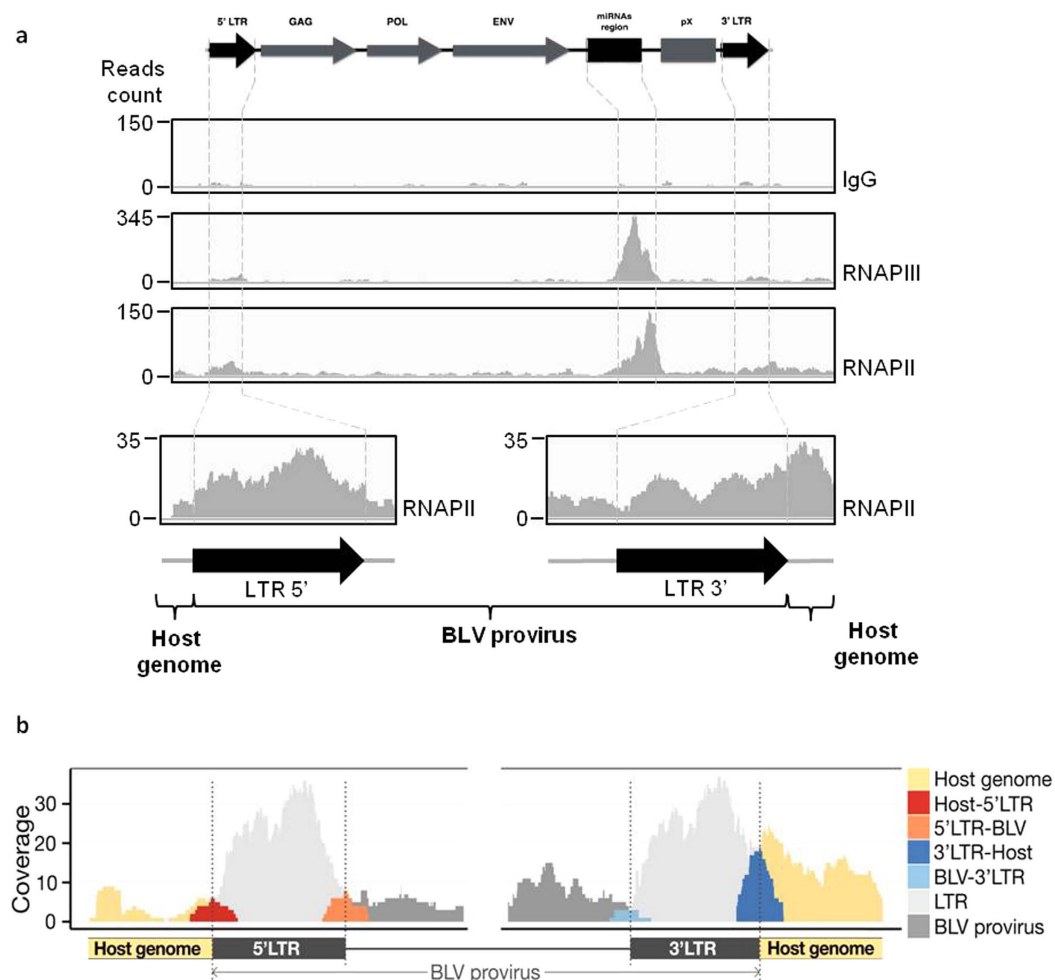 a
5' LTR
GAG
POL
ENV
miRNAs
region
pX
3' LTR
Reads
count
150
0
IgG
345
0
RNAPIII
150
0
RNAPII
35
0
RNAPII
35
0
RNAPII
LTR 5'
LTR 3'
Host
genome
BLV provirus
Host
genome
b
Coverage
30
20
10
0
Host genome
5'LTR
3'LTR
Host genome
BLV provirus
Host genome
Host-5'LTR
5'LTR-BLV
3'LTR-Host
BLV-3'LTR
LTR
BLV provirus